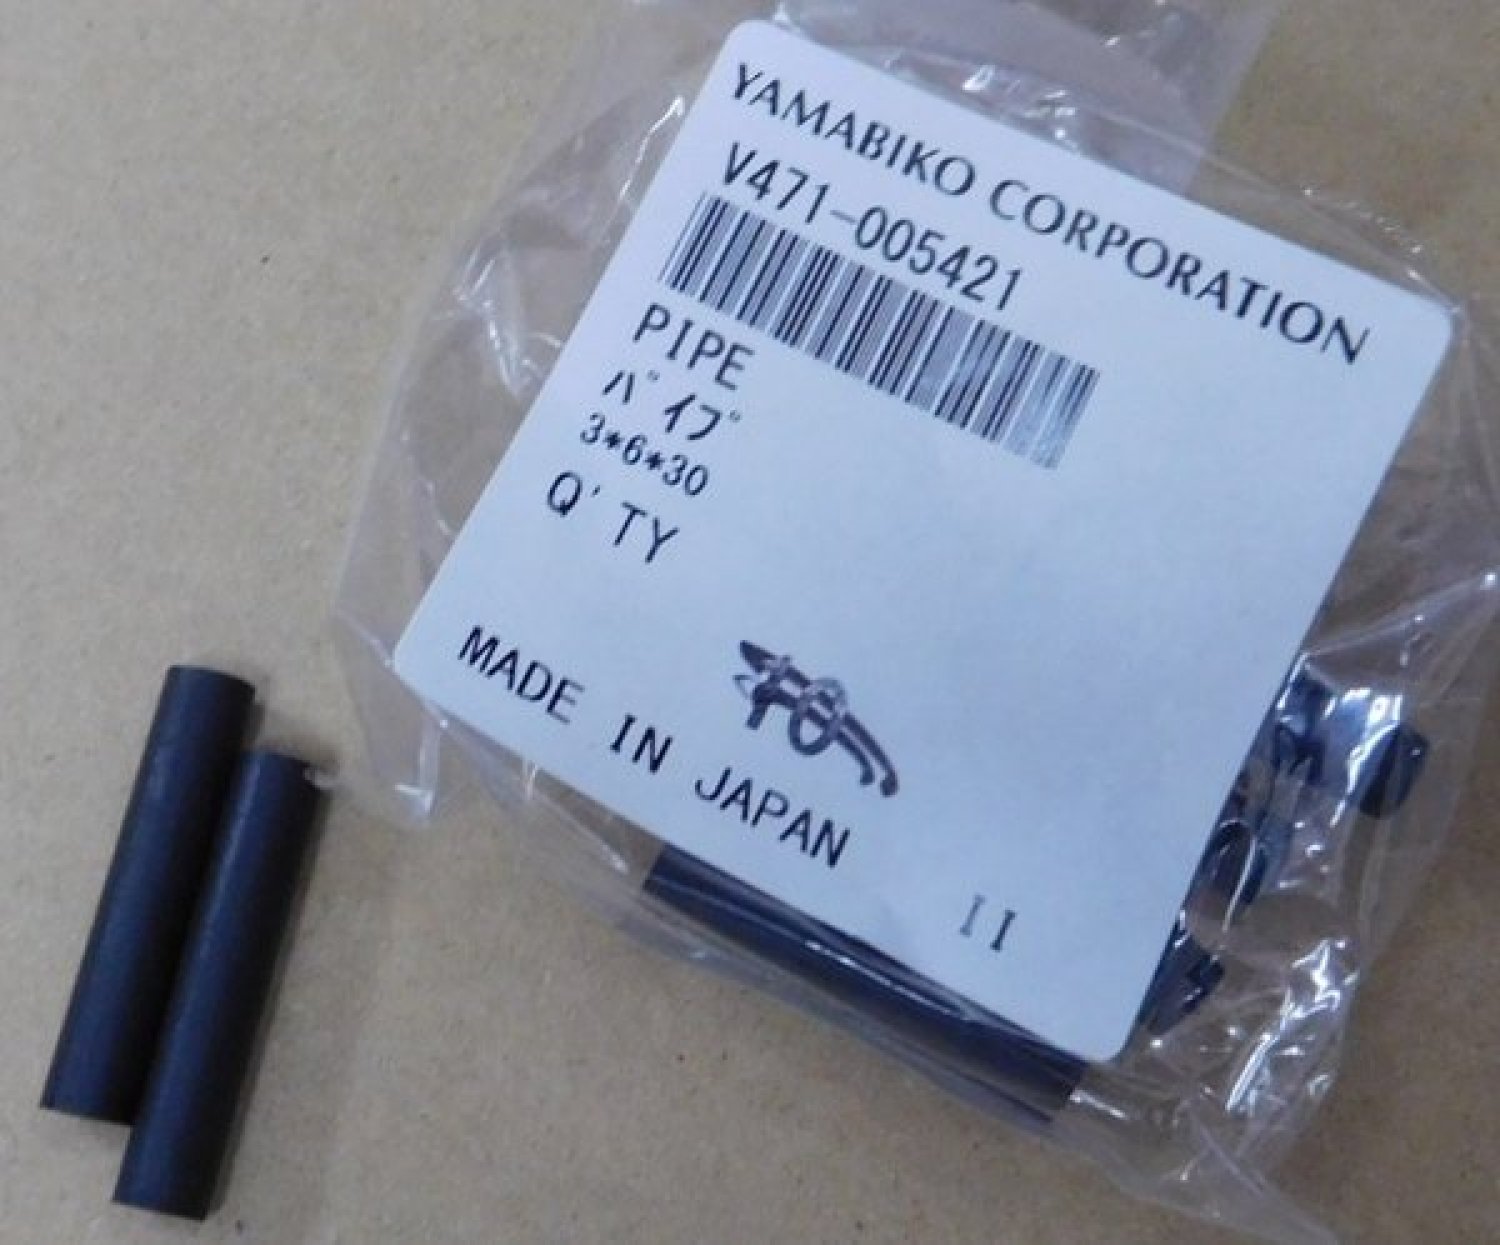 YAMABIKO CORPORATION
V471-005421
PIPE
パイプ
3*6*30
Q'TY
MADE IN JAPAN
II